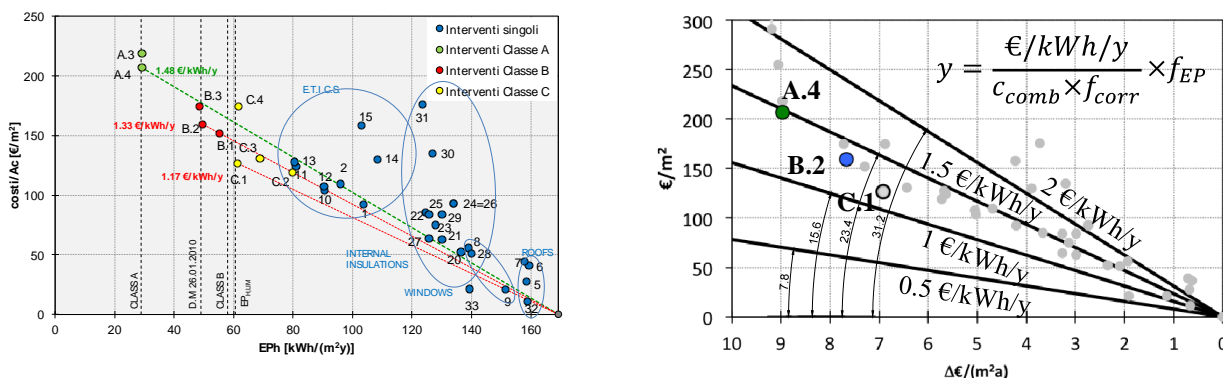 250
200
150
100
50
0
costi/Ac [€/m²]
0 20 40 60 80 100 120 140 160
EPh [kWh/(m²y)]
Interventi singoli
Interventi Classe A
Interventi Classe B
Interventi Classe C
A.3
A.4
1.48 €/kWh/y
B.3
C.4
1.33 €/kWh/y
B.2
B.1
C.3
1.17 €/kWh/y
C.1
C.2
E.T.I.C.S.
15
14
13
11
12
2
10
1
31
30
25
24=26
22
29
23
27
21
20
8
28
33
9
7
6
5
32
INTERNAL
INSULATIONS
WINDOWS
ROOFS
CLASS A
D.M 26.01.2010
CLASS B
€/m²
300
250
200
150
100
50
0
€/m²
10 9 8 7 6 5 4 3 2 1 0
Δ€/(m²a)
y = €/kWh/y / c_comb × f_corr × f_EP
A.4
B.2
C.1
2 €/kWh/y
1.5 €/kWh/y
1 €/kWh/y
0.5 €/kWh/y
7.8
15.6
23.4
31.2